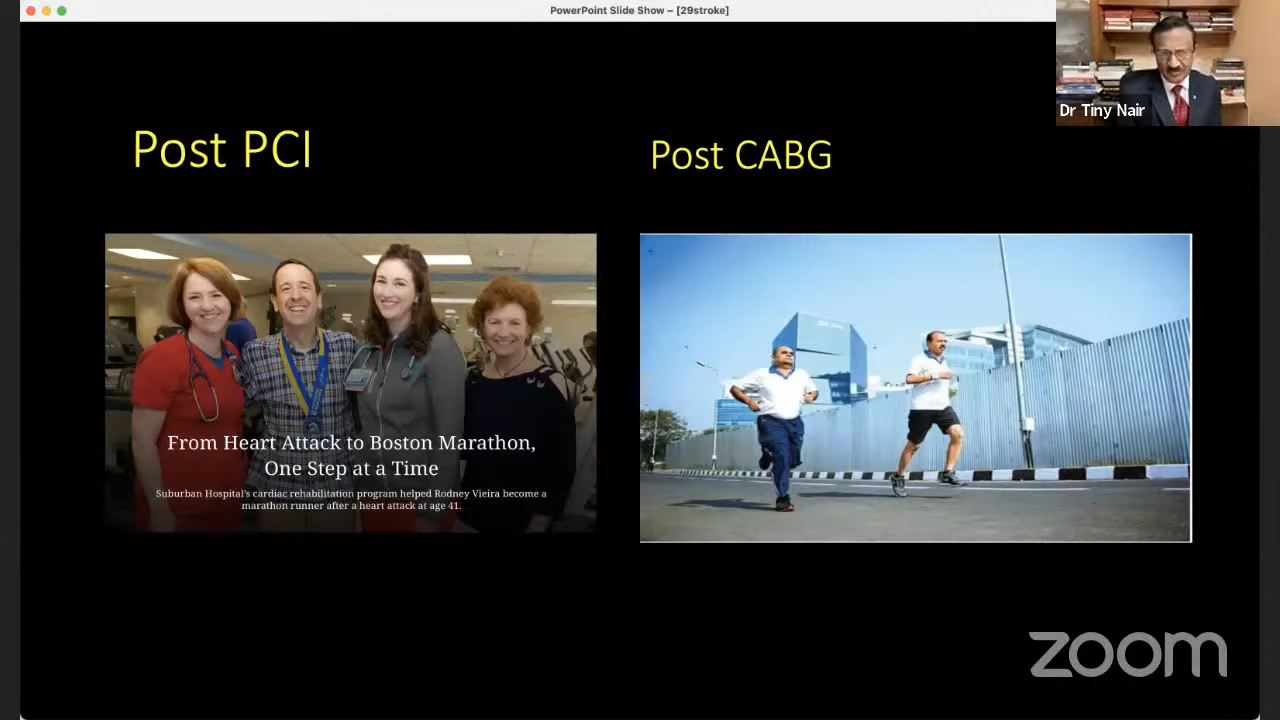 PowerPoint Slide Show – [29stroke]
Dr Tiny Nair
Post PCI
Post CABG
From Heart Attack to Boston Marathon,
One Step at a Time
Suburban Hospital's cardiac rehabilitation program helped Rodney Vieira become a
marathon runner after a heart attack at age 41.
zoom